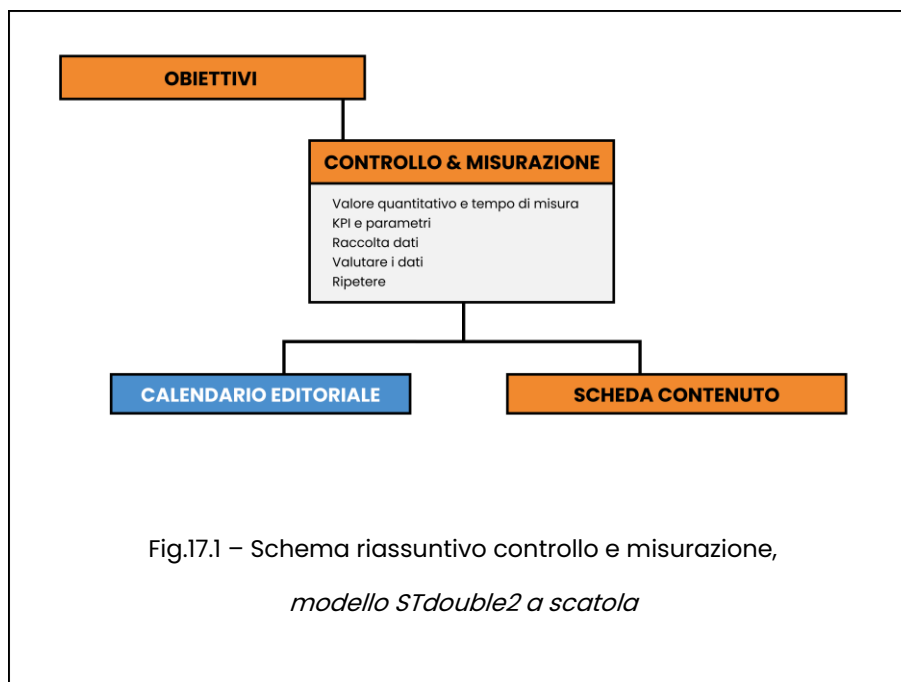 OBIETTIVI
CONTROLLO & MISURAZIONE
Valore quantitativo e tempo di misura
KPI e parametri
Raccolta dati
Valutare i dati
Ripetere
CALENDARIO EDITORIALE
SCHEDA CONTENUTO
Fig.17.1 – Schema riassuntivo controllo e misurazione,
modello STdouble2 a scatola